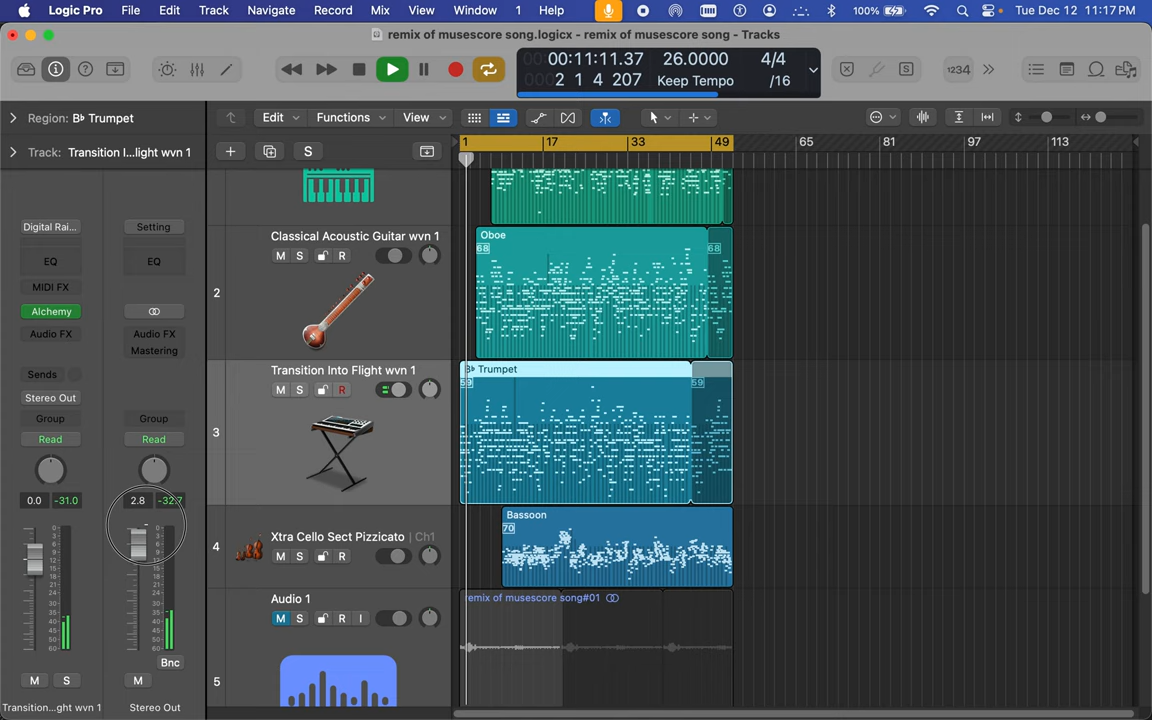 Logic Pro File Edit Track Navigate Record Mix View Window 1 Help 100% Tue Dec 12 11:17 PM
remix of musescore song.logicx - remix of musescore song - Tracks
00:11:11.37 26.0000 4/4
2 1 4 207 Keep Tempo /16
1234
Region: B♭ Trumpet
Edit Functions View
Track: Transition I...light wvn 1
S
1 17 33 49 65 81 97 113
Digital Rai... Setting
EQ EQ
MIDI FX
Alchemy
Audio FX Audio FX
Mastering
Sends
Stereo Out
Group Group
Read Read
0.0 -31.0 2.8
Bnc
M S M
Transition...ght wvn 1 Stereo Out
2
Classical Acoustic Guitar wvn 1
M S R
Oboe
68 68
3
Transition Into Flight wvn 1
M S R
B♭ Trumpet
59 59
4
Xtra Cello Sect Pizzicato | Ch1
M S R
Bassoon
70
5
Audio 1
M S R I
remix of musescore song#01